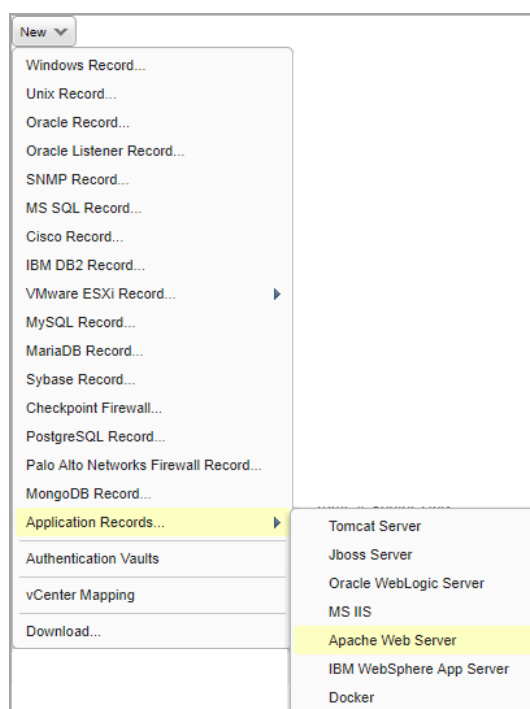 New
Windows Record...
Unix Record...
Oracle Record...
Oracle Listener Record...
SNMP Record...
MS SQL Record...
Cisco Record...
IBM DB2 Record...
VMware ESXi Record...
MySQL Record...
MariaDB Record...
Sybase Record...
Checkpoint Firewall...
PostgreSQL Record...
Palo Alto Networks Firewall Record...
MongoDB Record...
Application Records...
Authentication Vaults
vCenter Mapping
Download...
Tomcat Server
Jboss Server
Oracle WebLogic Server
MS IIS
Apache Web Server
IBM WebSphere App Server
Docker